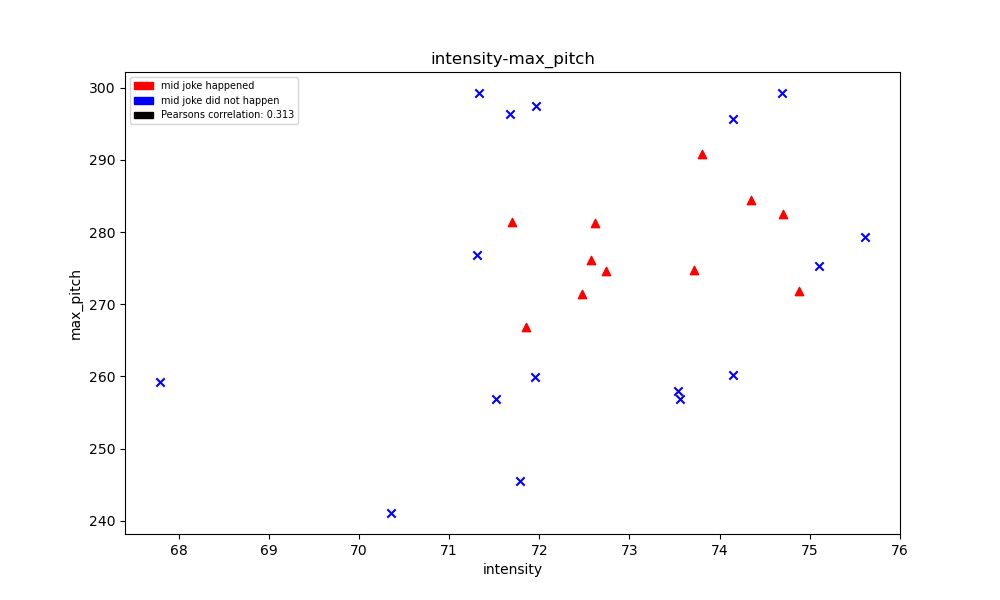 intensity-max_pitch
mid joke happened
mid joke did not happen
Pearsons correlation: 0.313
300
290
280
270
260
250
240
max_pitch
68 69 70 71 72 73 74 75 76
intensity